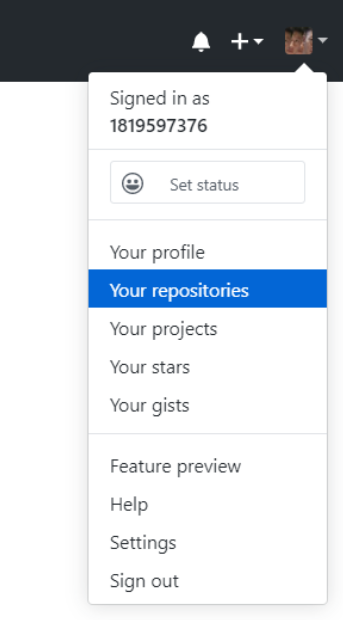 Signed in as
1819597376
Set status
Your profile
Your repositories
Your projects
Your stars
Your gists
Feature preview
Help
Settings
Sign out